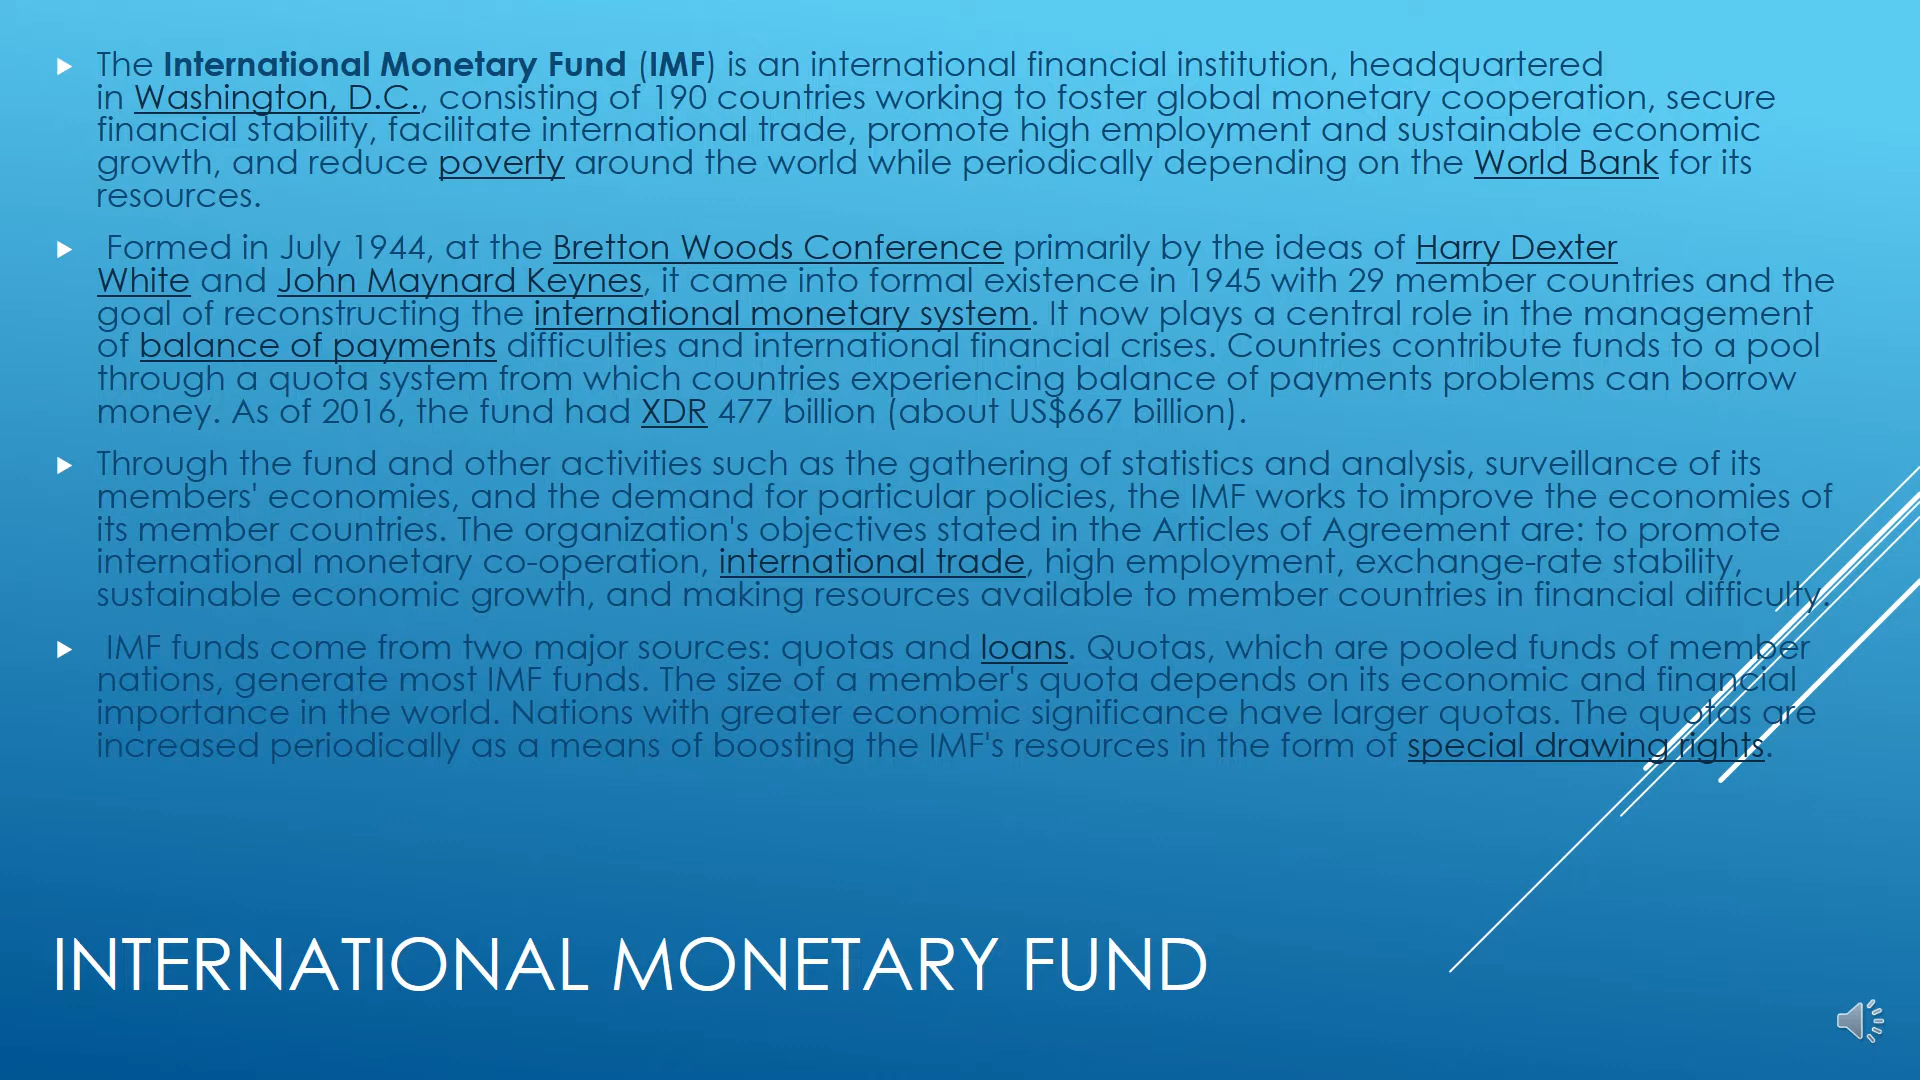 The International Monetary Fund (IMF) is an international financial institution, headquartered
in Washington, D.C., consisting of 190 countries working to foster global monetary cooperation, secure
financial stability, facilitate international trade, promote high employment and sustainable economic
growth, and reduce poverty around the world while periodically depending on the World Bank for its
resources.
Formed in July 1944, at the Bretton Woods Conference primarily by the ideas of Harry Dexter
White and John Maynard Keynes, it came into formal existence in 1945 with 29 member countries and the
goal of reconstructing the international monetary system. It now plays a central role in the management
of balance of payments difficulties and international financial crises. Countries contribute funds to a pool
through a quota system from which countries experiencing balance of payments problems can borrow
money. As of 2016, the fund had XDR 477 billion (about US$667 billion).
Through the fund and other activities such as the gathering of statistics and analysis, surveillance of its
members' economies, and the demand for particular policies, the IMF works to improve the economies of
its member countries. The organization's objectives stated in the Articles of Agreement are: to promote
international monetary co-operation, international trade, high employment, exchange-rate stability,
sustainable economic growth, and making resources available to member countries in financial difficulty.
IMF funds come from two major sources: quotas and loans. Quotas, which are pooled funds of member
nations, generate most IMF funds. The size of a member's quota depends on its economic and financial
importance in the world. Nations with greater economic significance have larger quotas. The quotas are
increased periodically as a means of boosting the IMF's resources in the form of special drawing rights.
INTERNATIONAL MONETARY FUND